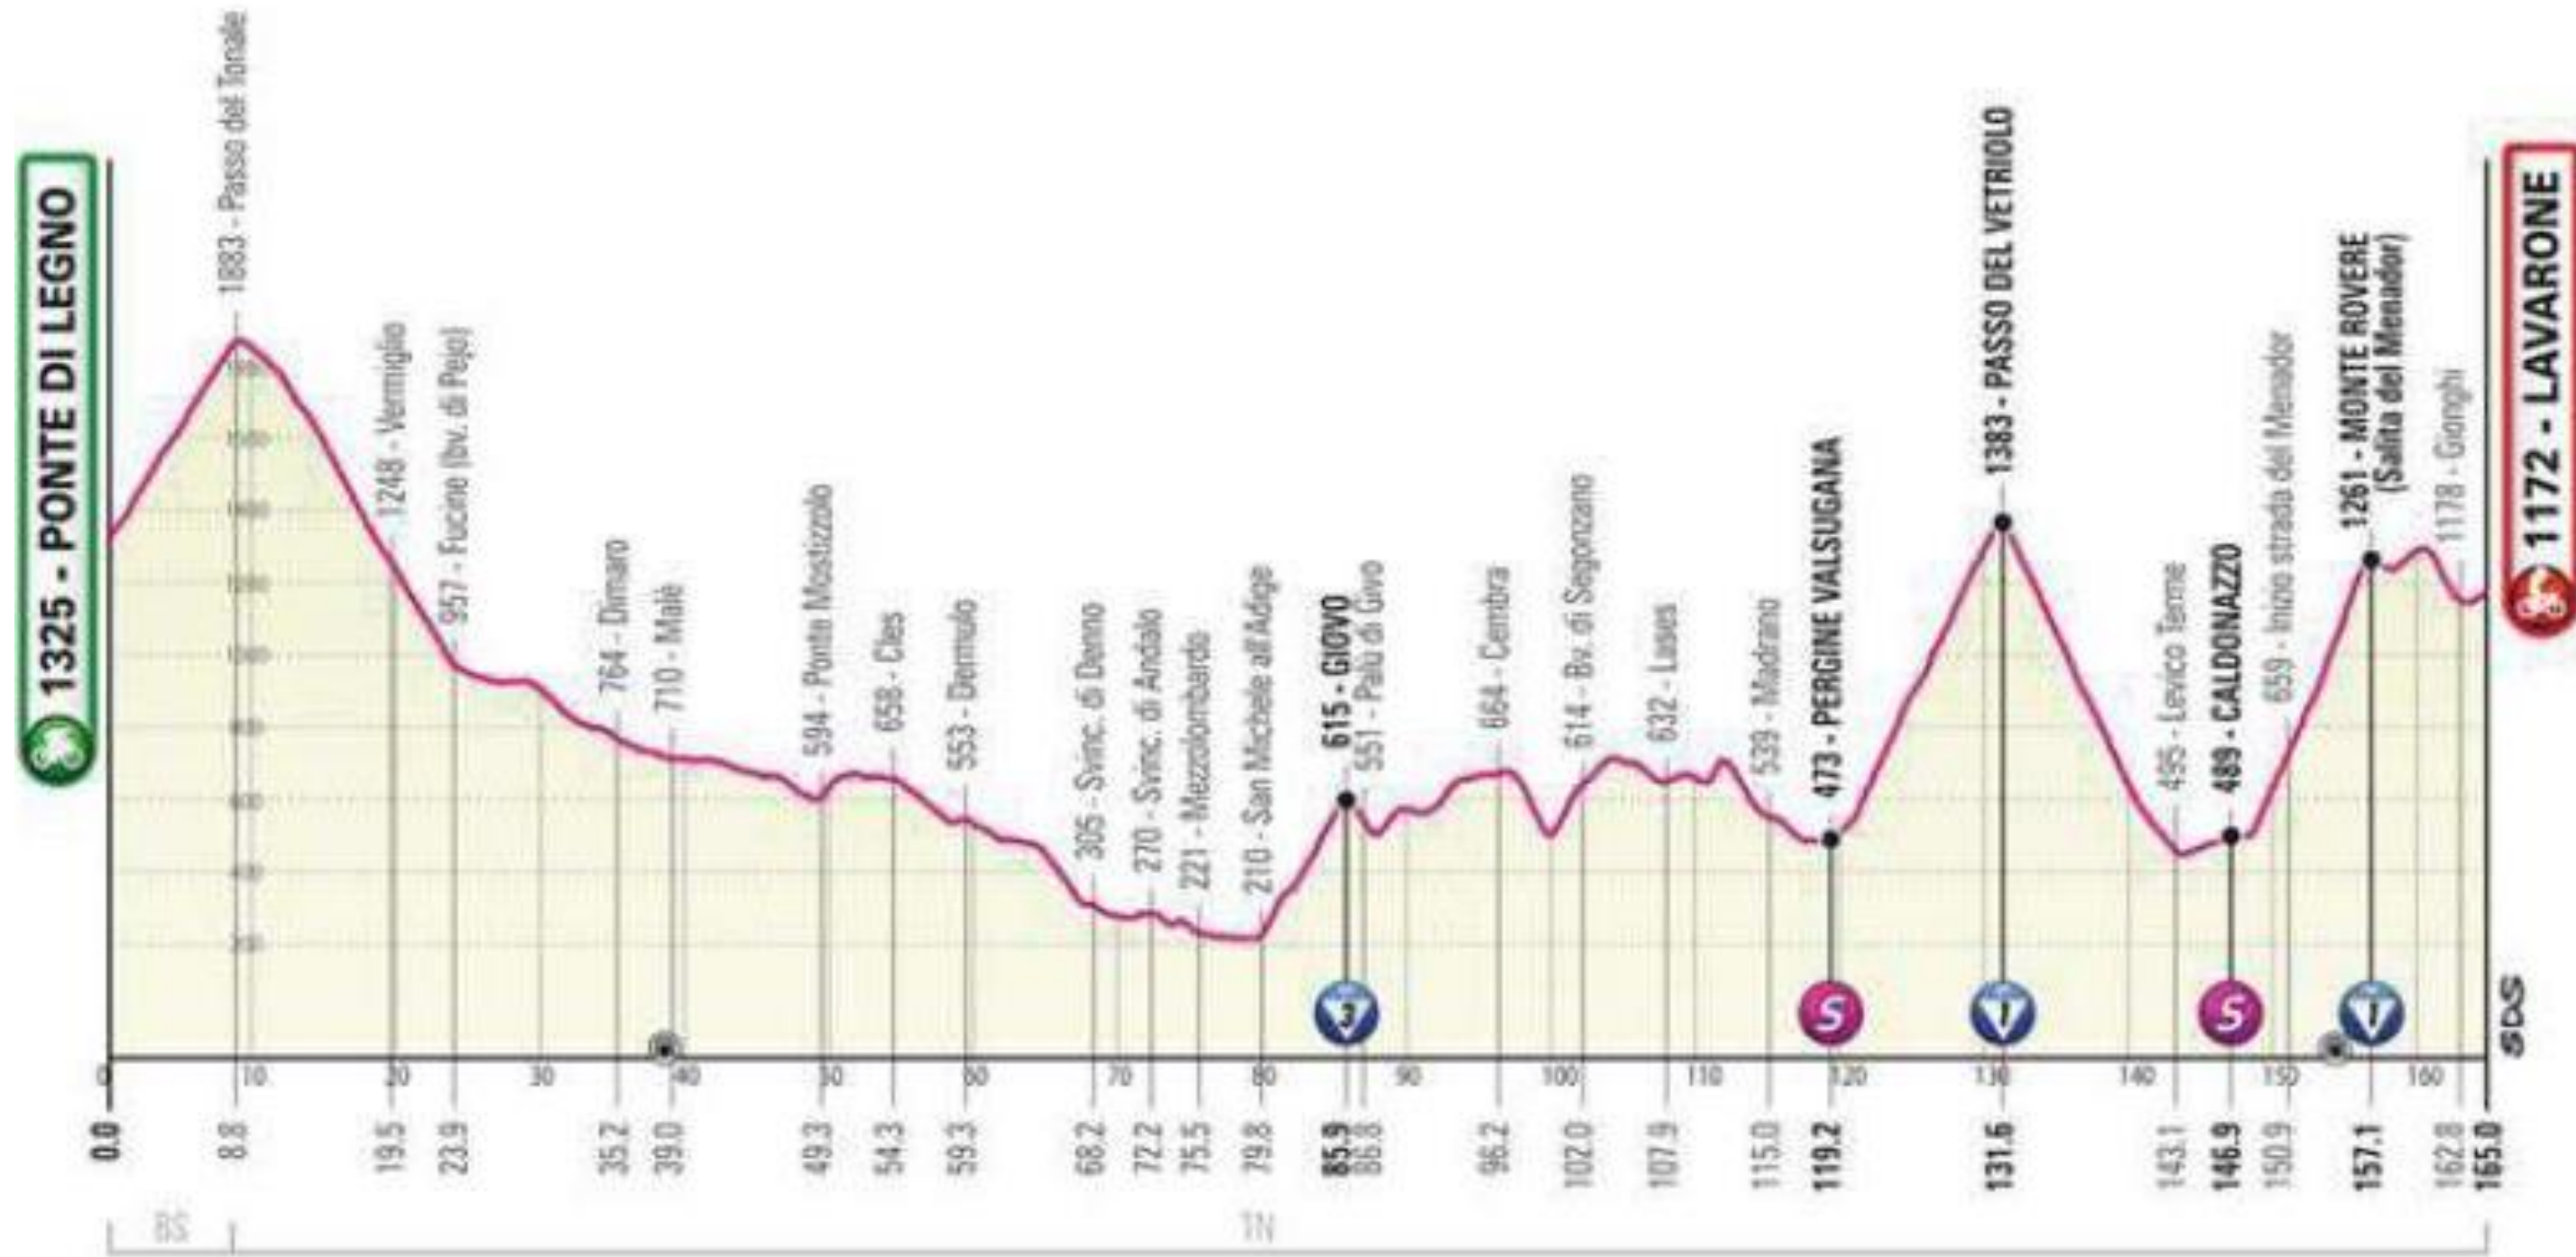 1325 - PONTE DI LEGNO
1883 - Passo del Tonale
1248 - Vermiglio
957 - Fucine (bv. di Pejo)
764 - Dimaro
710 - Malè
594 - Ponte Mostizzolo
658 - Cles
553 - Dermulo
305 - Svinc. di Denno
270 - Svinc. di Andalo
221 - Mezzolombardo
210 - San Michele all'Adige
615 - GIOVO
551 - Palù di Givo
664 - Cembra
614 - Bv. di Segonzano
632 - Lases
539 - Madrano
473 - PERGINE VALSUGANA
1383 - PASSO DEL VETRIOLO
495 - Levico Terme
489 - CALDONAZZO
659 - Inizio strada del Menador
1261 - MONTE ROVERE
(Salita del Menador)
1178 - Gionghi
1172 - LAVARONE
1000
800
600
400
200
3
S
1
S
1
SDS
0 10 20 30 40 50 60 70 80 90 100 110 120 130 140 150 160
0.0 8.8 19.5 23.9 35.2 39.0 49.3 54.3 59.3 68.2 72.2 75.5 79.8 85.9 86.8 96.2 102.0 107.9 115.0 119.2 131.6 143.1 146.9 150.9 157.1 162.8 165.0
BS TN